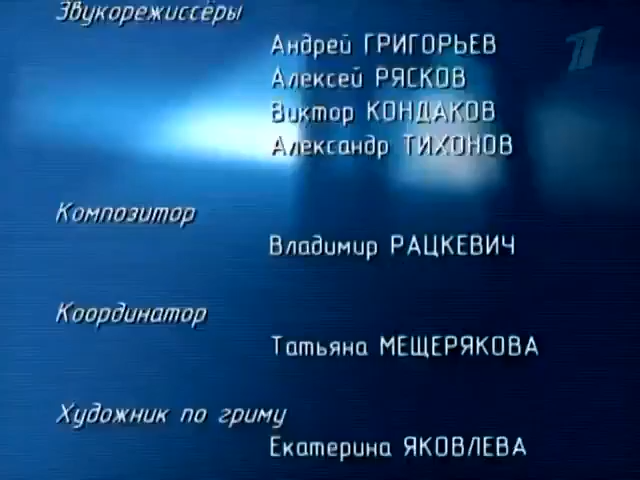 Звукорежиссёры
Андрей ГРИГОРЬЕВ
Алексей РЯСКОВ
Виктор КОНДАКОВ
Александр ТИХОНОВ
Композитор
Владимир РАЦКЕВИЧ
Координатор
Татьяна МЕЩЕРЯКОВА
Художник по гриму
Екатерина ЯКОВЛЕВА